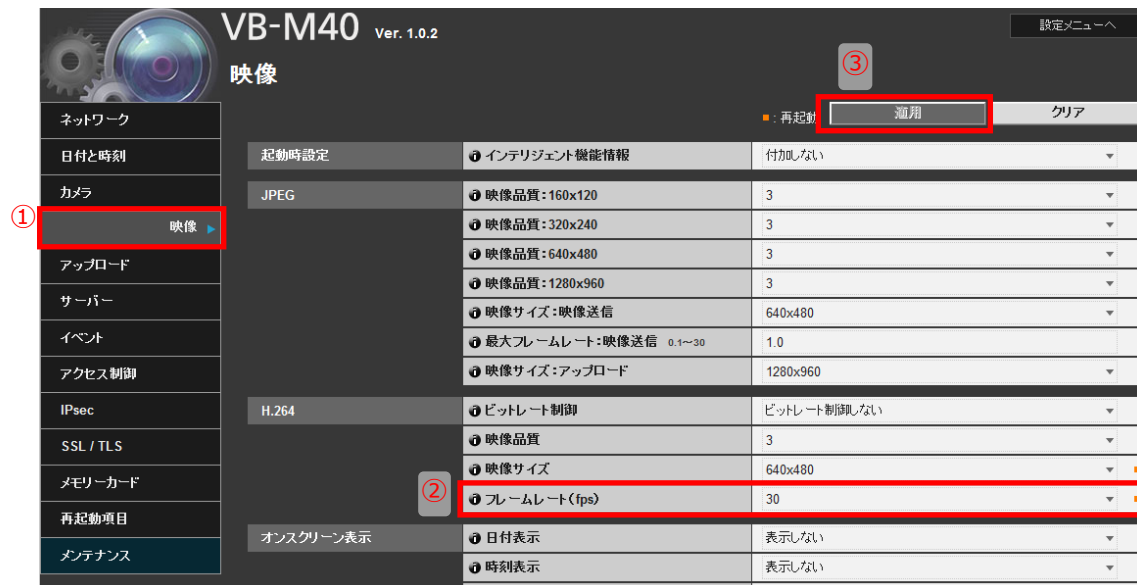 VB-M40 Ver. 1.0.2
設定メニューへ
映像
③
■: 再起動
適用
クリア
ネットワーク
日付と時刻
カメラ
①
映像
アップロード
サーバー
イベント
アクセス制御
IPsec
SSL / TLS
メモリーカード
再起動項目
メンテナンス
起動時設定
インテリジェント機能情報 付加しない
JPEG
映像品質:160x120 3
映像品質:320x240 3
映像品質:640x480 3
映像品質:1280x960 3
映像サイズ:映像送信 640x480
最大フレームレート:映像送信 0.1~30 1.0
映像サイズ:アップロード 1280x960
H.264
ビットレート制御 ビットレート制御しない
映像品質 3
映像サイズ 640x480
②
フレームレート(fps) 30
オンスクリーン表示
日付表示 表示しない
時刻表示 表示しない